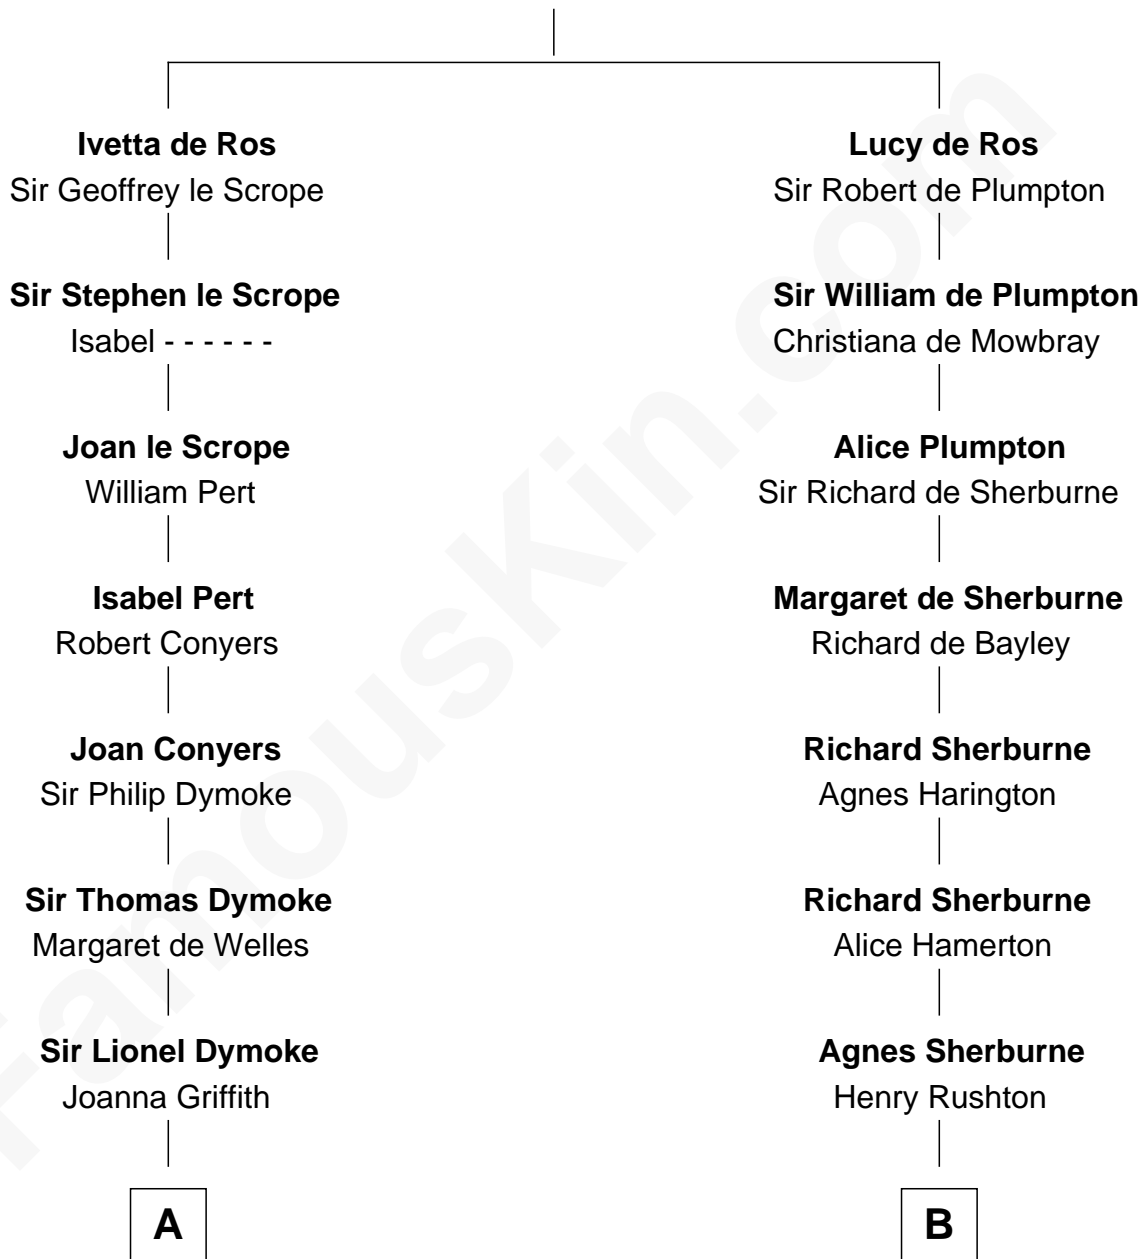 Ivetta de Ros
Sir Geoffrey le Scrope
Sir Stephen le Scrope
Isabel - - - - - -
Joan le Scrope
William Pert
Isabel Pert
Robert Conyers
Joan Conyers
Sir Philip Dymoke
Sir Thomas Dymoke
Margaret de Welles
Sir Lionel Dymoke
Joanna Griffith
A
Lucy de Ros
Sir Robert de Plumpton
Sir William de Plumpton
Christiana de Mowbray
Alice Plumpton
Sir Richard de Sherburne
Margaret de Sherburne
Richard de Bayley
Richard Sherburne
Agnes Harington
Richard Sherburne
Alice Hamerton
Agnes Sherburne
Henry Rushton
B
FamousKin.com